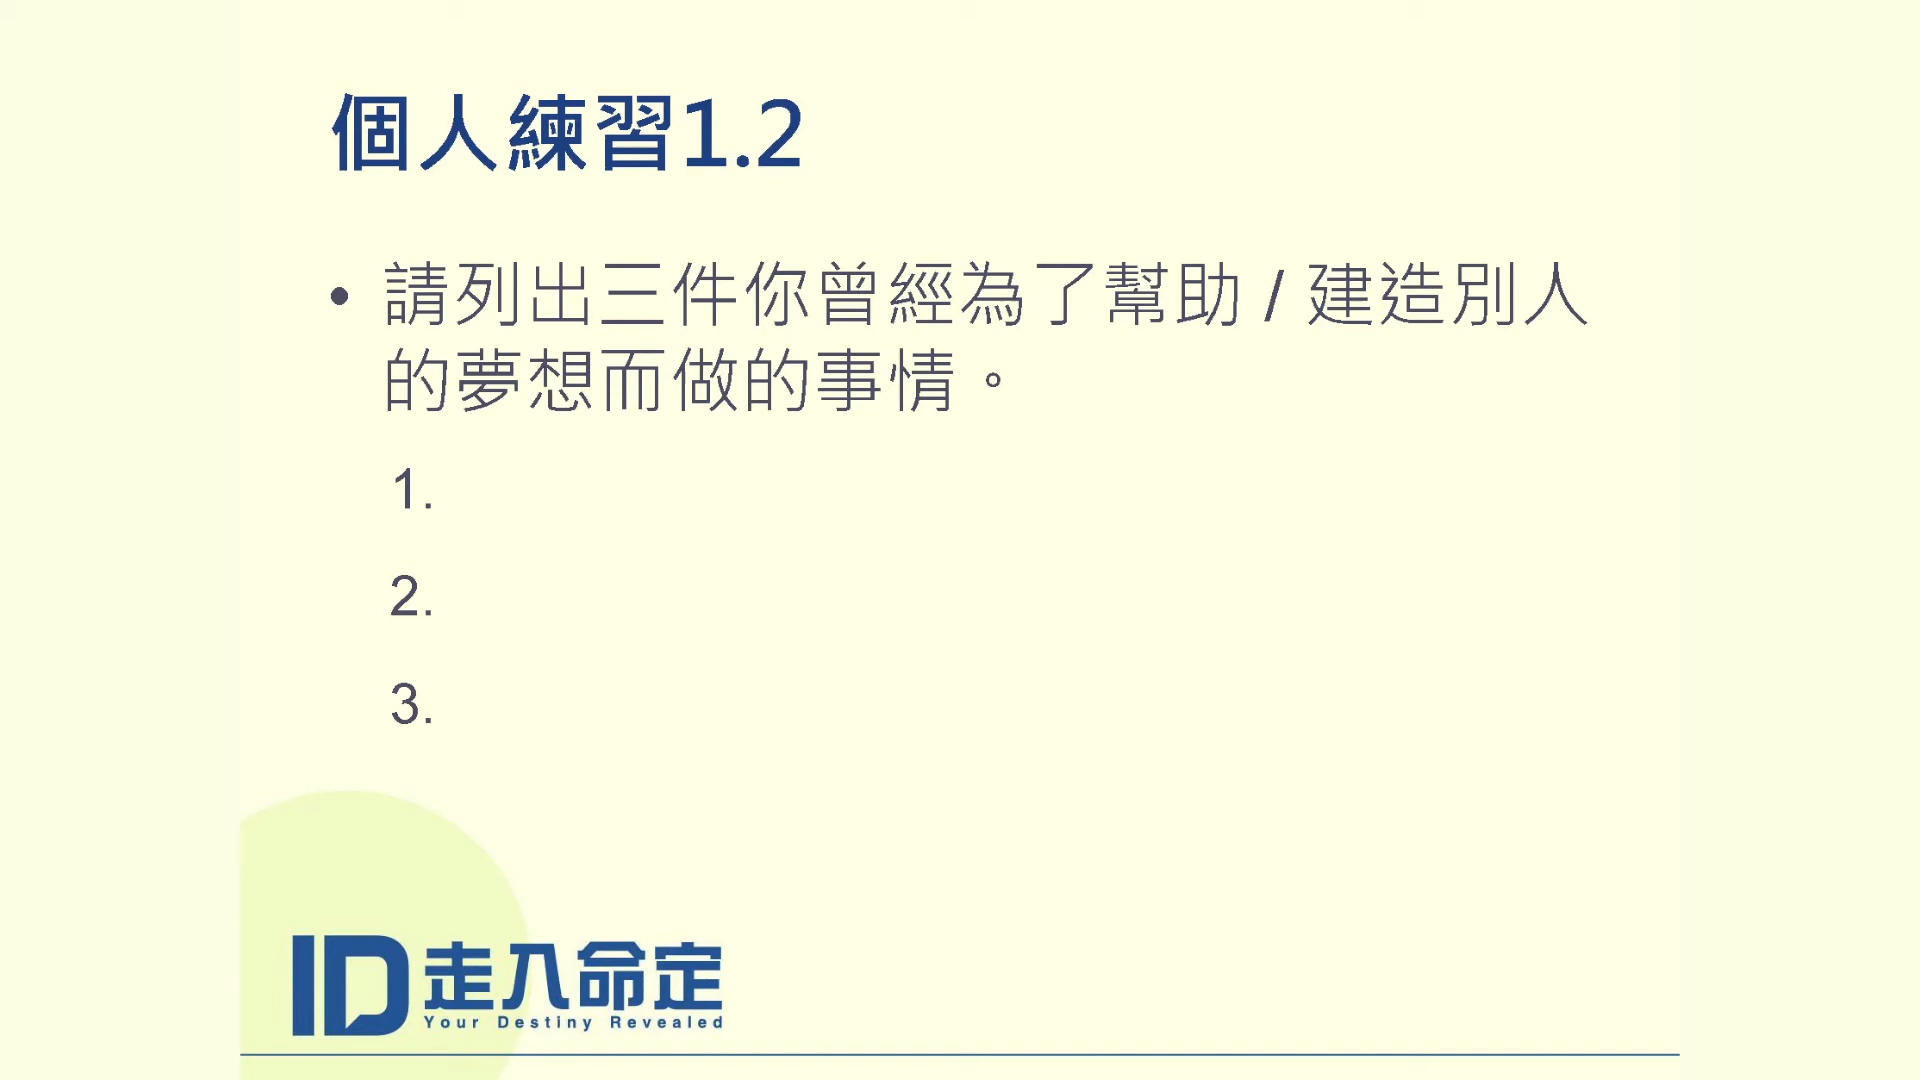 個人練習1.2
• 請列出三件你曾經為了幫助 / 建造別人
的夢想而做的事情。
1.
2.
3.
ID 走入命定
Your Destiny Revealed